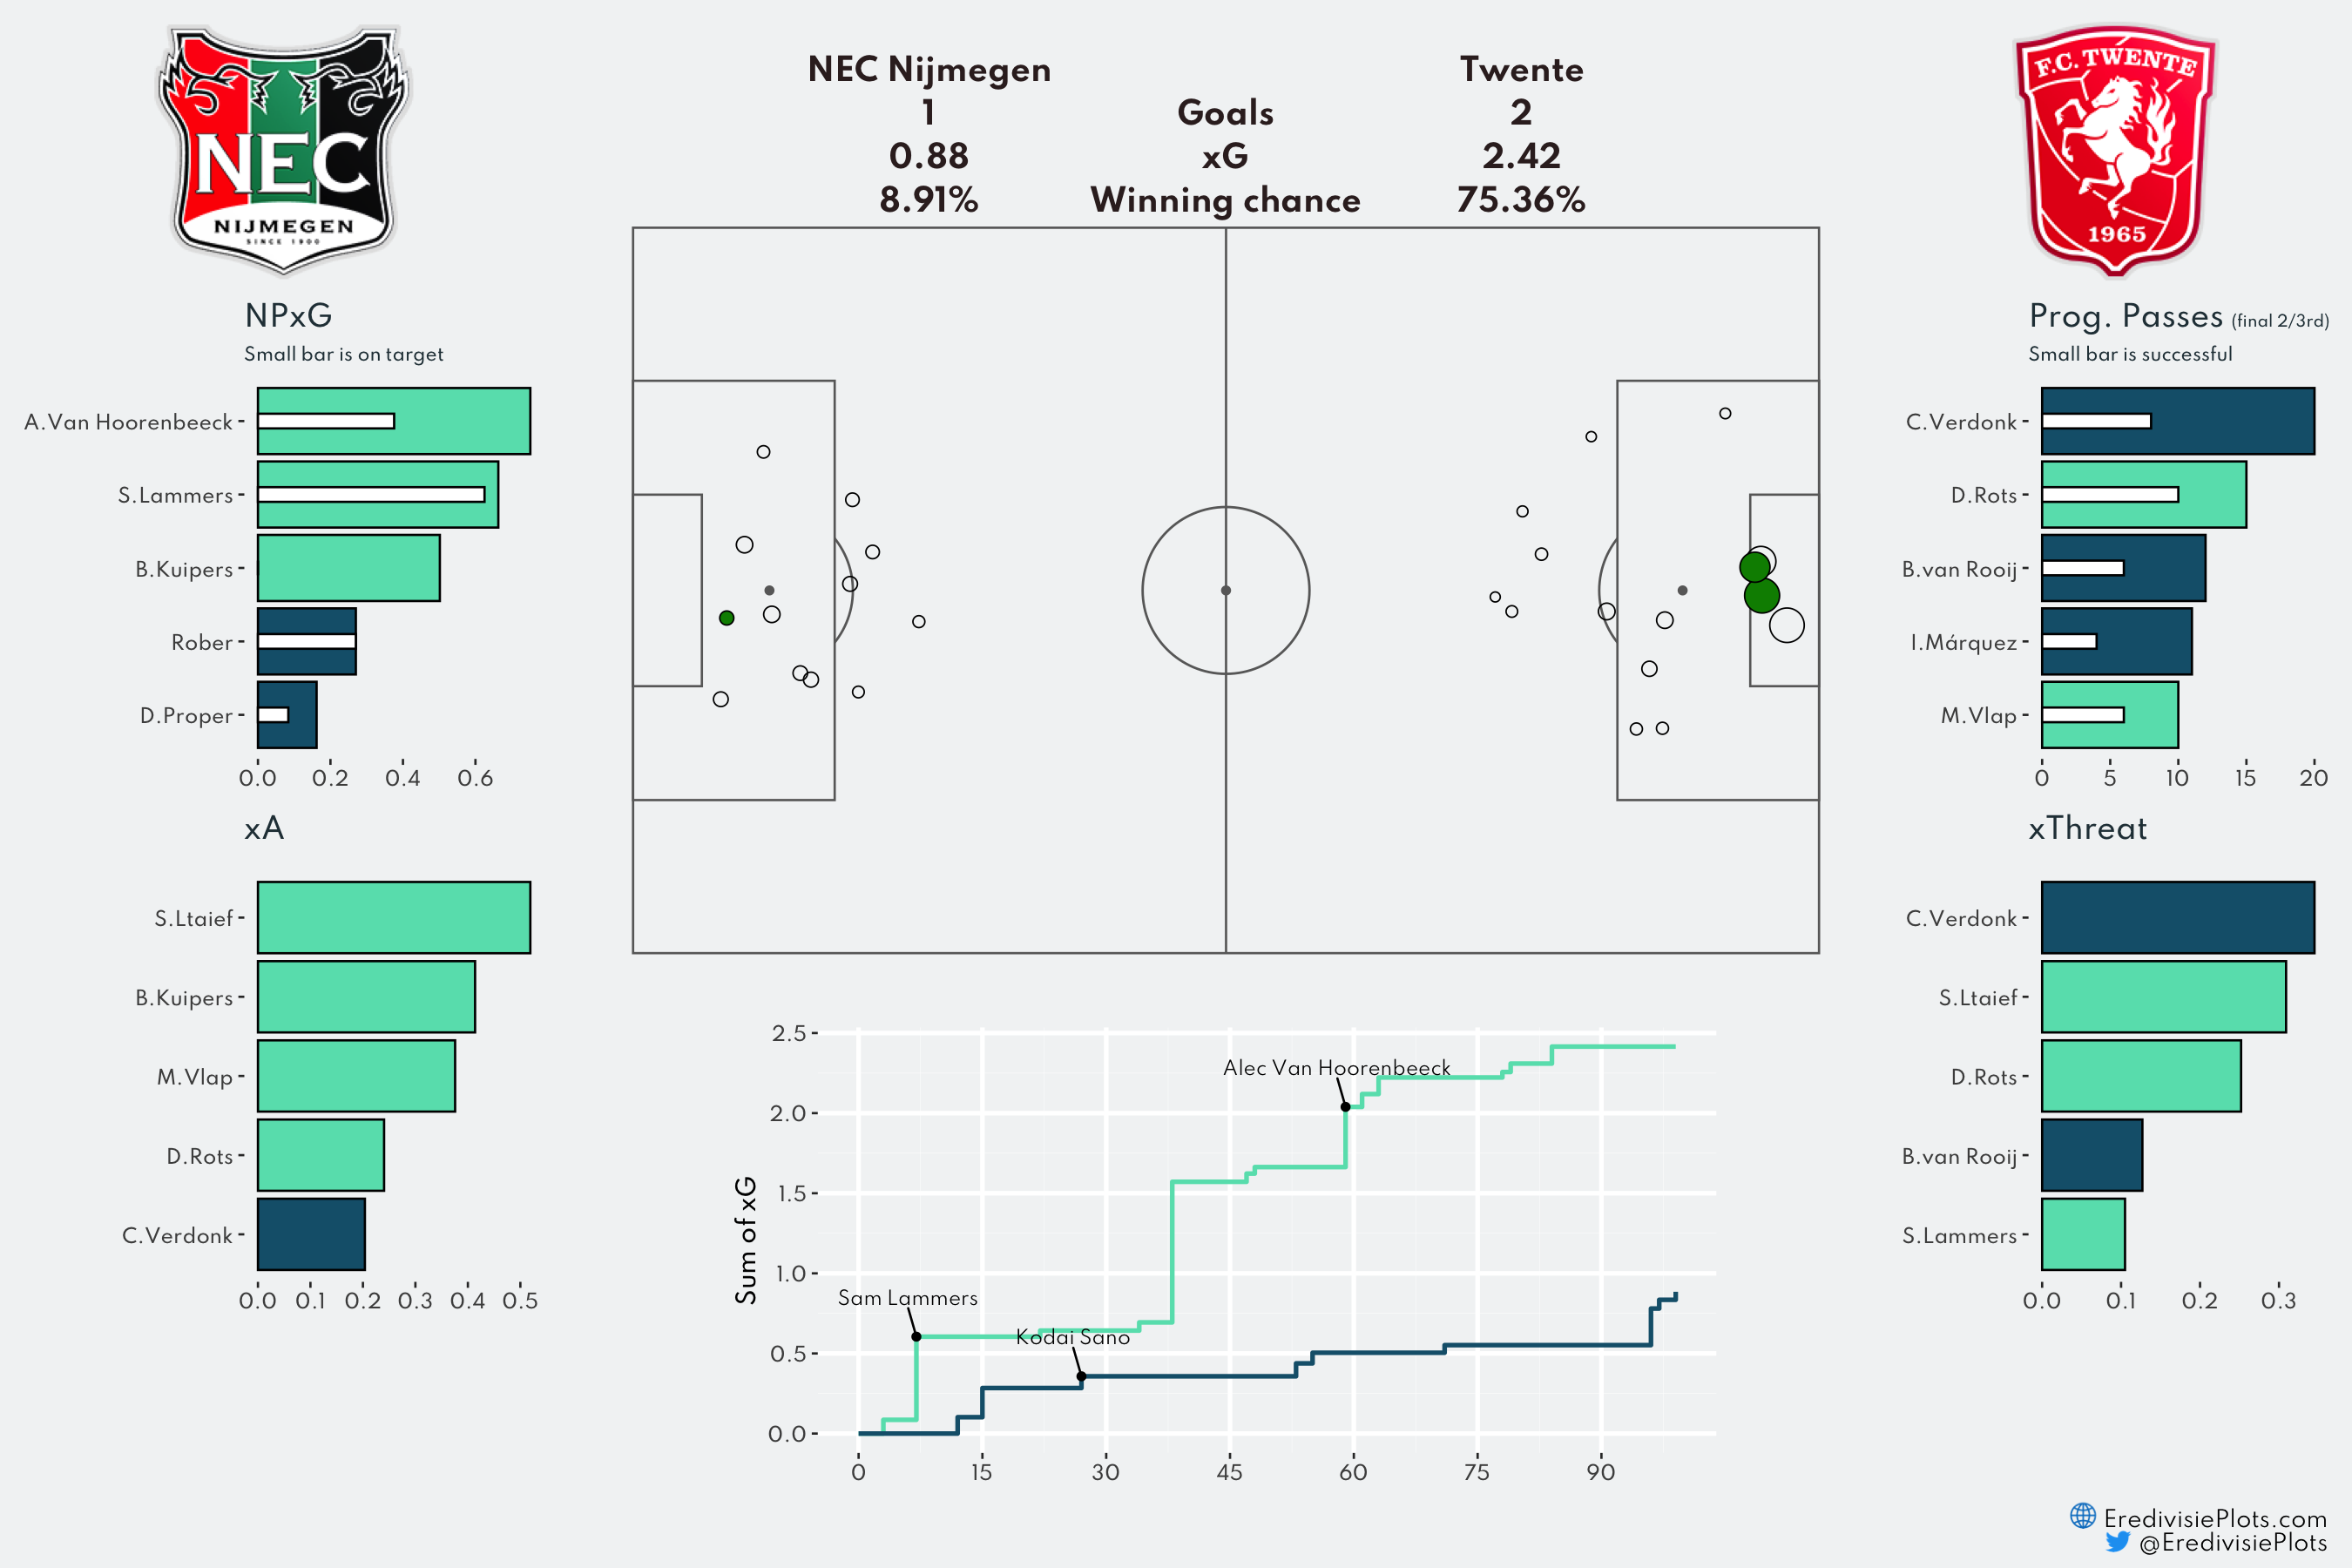 NEC
NIJMEGEN
SINCE 1900
NEC Nijmegen Twente
1 Goals 2
0.88 xG 2.42
8.91% Winning chance 75.36%
F.C. TWENTE
1965
NPxG
Small bar is on target
A.Van Hoorenbeeck
S.Lammers
B.Kuipers
Rober
D.Proper
0.0 0.2 0.4 0.6
Prog. Passes (final 2/3rd)
Small bar is successful
C.Verdonk
D.Rots
B.van Rooij
I.Márquez
M.Vlap
0 5 10 15 20
xA
S.Ltaief
B.Kuipers
M.Vlap
D.Rots
C.Verdonk
0.0 0.1 0.2 0.3 0.4 0.5
xThreat
C.Verdonk
S.Ltaief
D.Rots
B.van Rooij
S.Lammers
0.0 0.1 0.2 0.3
Sum of xG
2.5
2.0
1.5
1.0
0.5
0.0
Alec Van Hoorenbeeck
Sam Lammers
Kodai Sano
0 15 30 45 60 75 90
EredivisiePlots.com
@EredivisiePlots